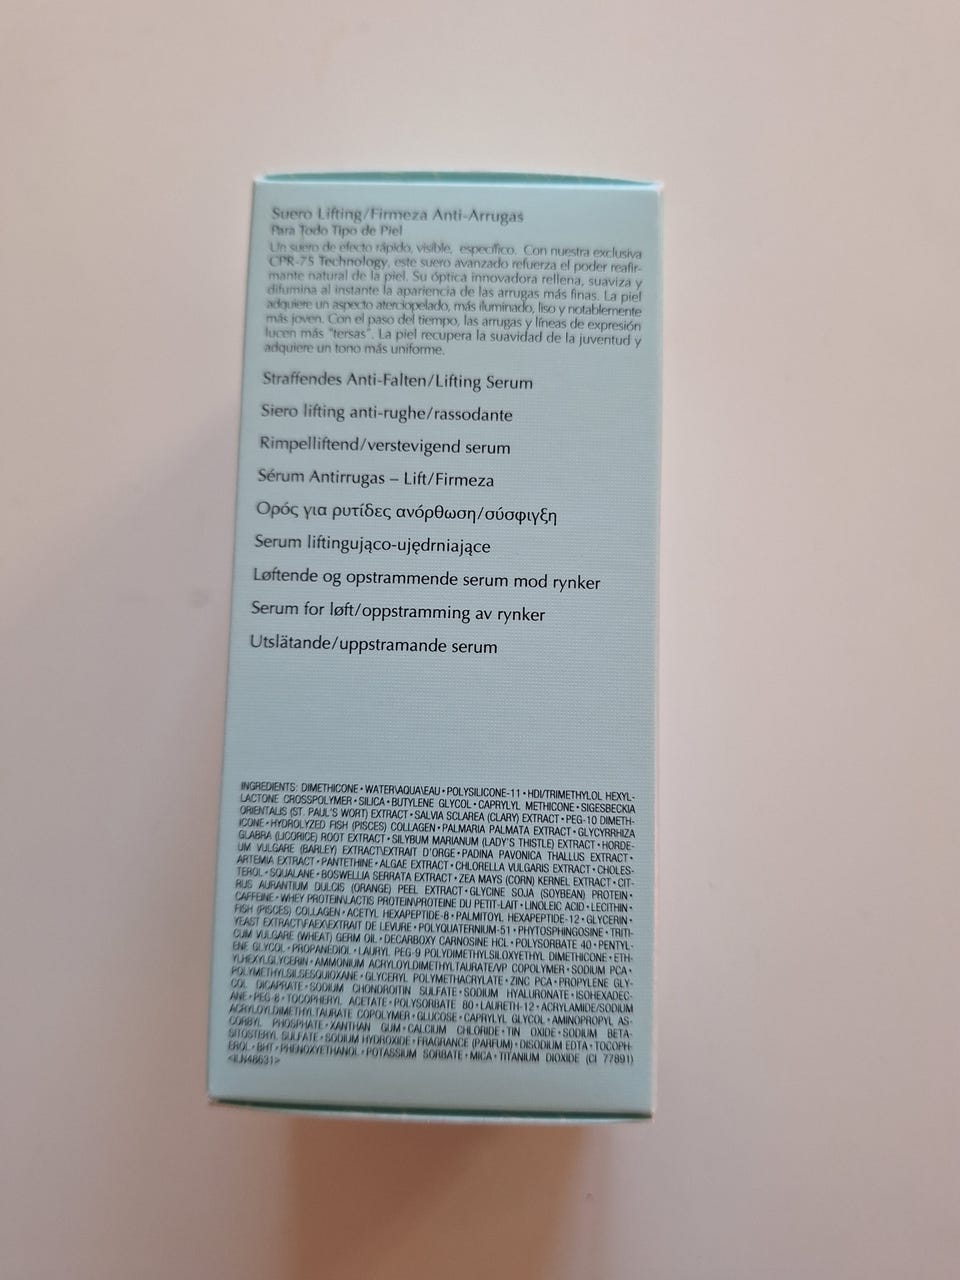 Suero Lifting/Firmeza Anti-Arrugas
Para Todo Tipo de Piel
Un suero de efecto rápido, visible, específico. Con nuestra exclusiva
CPR-75 Technology, este suero avanzado refuerza el poder reafir-
mante natural de la piel. Su óptica innovadora rellena, suaviza y
difumina al instante la apariencia de las arrugas más finas. La piel
adquiere un aspecto aterciopelado, más iluminado, liso y notablemente
más joven. Con el paso del tiempo, las arrugas y líneas de expresión
lucen más "tersas". La piel recupera la suavidad de la juventud y
adquiere un tono más uniforme.
Straffendes Anti-Falten/Lifting Serum
Siero lifting anti-rughe/rassodante
Rimpelliftend/verstevigend serum
Sérum Antirrugas – Lift/Firmeza
Ορός για ρυτίδες ανόρθωση/σύσφιγξη
Serum liftingująco-ujędrniające
Løftende og opstrammende serum mod rynker
Serum for løft/oppstramming av rynker
Utslätande/uppstramande serum
INGREDIENTS: DIMETHICONE • WATER\AQUA\EAU • POLYSILICONE-11 • HDI/TRIMETHYLOL HEXYL-
LACTONE CROSSPOLYMER • SILICA • BUTYLENE GLYCOL • CAPRYLYL METHICONE • SIGESBECKIA
ORIENTALIS (ST. PAUL'S WORT) EXTRACT • SALVIA SCLAREA (CLARY) EXTRACT • PEG-10 DIMETH-
ICONE • HYDROLYZED FISH (PISCES) COLLAGEN • PALMARIA PALMATA EXTRACT • GLYCYRRHIZA
GLABRA (LICORICE) ROOT EXTRACT • SILYBUM MARIANUM (LADY'S THISTLE) EXTRACT • HORDE-
UM VULGARE (BARLEY) EXTRACT\EXTRAIT D'ORGE • PADINA PAVONICA THALLUS EXTRACT •
ARTEMIA EXTRACT • PANTETHINE • ALGAE EXTRACT • CHLORELLA VULGARIS EXTRACT • CHOLES-
TEROL • SQUALANE • BOSWELLIA SERRATA EXTRACT • ZEA MAYS (CORN) KERNEL EXTRACT • CIT-
RUS AURANTIUM DULCIS (ORANGE) PEEL EXTRACT • GLYCINE SOJA (SOYBEAN) PROTEIN •
CAFFEINE • WHEY PROTEIN\LACTIS PROTEIN\PROTÉINE DU PETIT-LAIT • LINOLEIC ACID • LECITHIN •
FISH (PISCES) COLLAGEN • ACETYL HEXAPEPTIDE-8 • PALMITOYL HEXAPEPTIDE-12 • GLYCERIN •
YEAST EXTRACT\FAEX\EXTRAIT DE LEVURE • POLYQUATERNIUM-51 • PHYTOSPHINGOSINE • TRITI-
CUM VULGARE (WHEAT) GERM OIL • DECARBOXY CARNOSINE HCL • POLYSORBATE 40 • PENTYL-
ENE GLYCOL • PROPANEDIOL • LAURYL PEG-9 POLYDIMETHYLSILOXYETHYL DIMETHICONE • ETH-
YLHEXYLGLYCERIN • AMMONIUM ACRYLOYLDIMETHYLTAURATE/VP COPOLYMER • SODIUM PCA •
POLYMETHYLSILSESQUIOXANE • GLYCERYL POLYMETHACRYLATE • ZINC PCA • PROPYLENE GLY-
COL DICAPRATE • SODIUM CHONDROITIN SULFATE • SODIUM HYALURONATE • ISOHEXADEC-
ANE • PEG-8 • TOCOPHERYL ACETATE • POLYSORBATE 80 • LAURETH-12 • ACRYLAMIDE/SODIUM
ACRYLOYLDIMETHYLTAURATE COPOLYMER • GLUCOSE • CAPRYLYL GLYCOL • AMINOPROPYL AS-
CORBYL PHOSPHATE • XANTHAN GUM • CALCIUM CHLORIDE • TIN OXIDE • SODIUM BETA-
SITOSTERYL SULFATE • SODIUM HYDROXIDE • FRAGRANCE (PARFUM) • DISODIUM EDTA • TOCOPH-
EROL • BHT • PHENOXYETHANOL • POTASSIUM SORBATE • MICA • TITANIUM DIOXIDE (CI 77891)
<ILN48631>